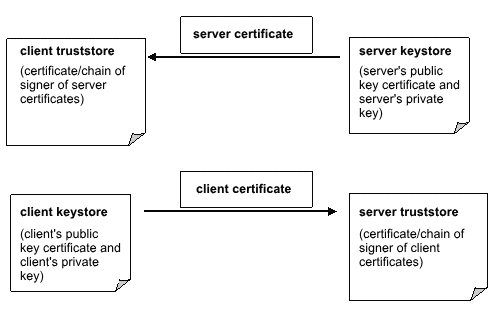 server certificate
client truststore
(certificate/chain of
signer of server
certificates)
server keystore
(server's public
key certificate and
server's private
key)
client certificate
client keystore
(client's public
key certificate and
client's private
key)
server truststore
(certificate/chain of
signer of client
certificates)